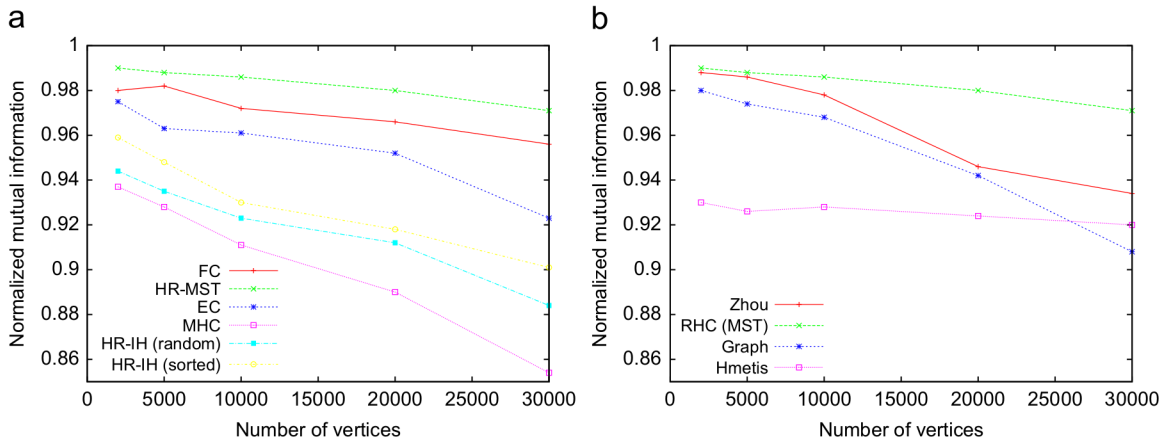 a
Normalized mutual information
1
0.98
0.96
0.94
0.92
0.9
0.88
0.86
FC
HR-MST
EC
MHC
HR-IH (random)
HR-IH (sorted)
0 5000 10000 15000 20000 25000 30000
Number of vertices
b
Normalized mutual information
1
0.98
0.96
0.94
0.92
0.9
0.88
0.86
Zhou
RHC (MST)
Graph
Hmetis
0 5000 10000 15000 20000 25000 30000
Number of vertices